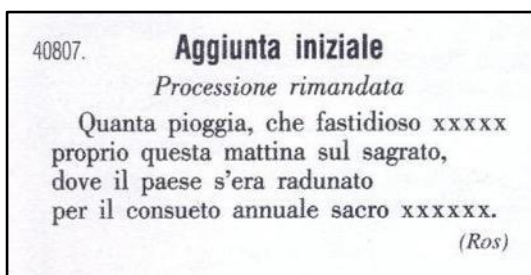 40807. Aggiunta iniziale
Processione rimandata
Quanta pioggia, che fastidioso xxxxx
proprio questa mattina sul sagrato,
dove il paese s'era radunato
per il consueto annuale sacro xxxxxx.
(Ros)